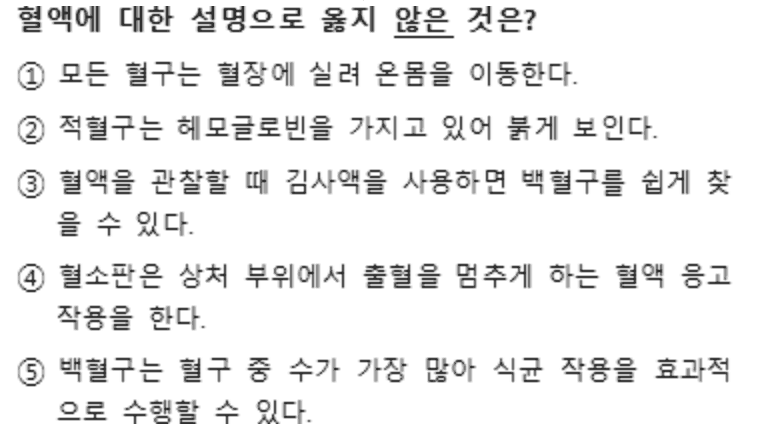 혈액에 대한 설명으로 옳지 않은 것은?
① 모든 혈구는 혈장에 실려 온몸을 이동한다.
② 적혈구는 헤모글로빈을 가지고 있어 붉게 보인다.
③ 혈액을 관찰할 때 김사액을 사용하면 백혈구를 쉽게 찾
을 수 있다.
④ 혈소판은 상처 부위에서 출혈을 멈추게 하는 혈액 응고
작용을 한다.
⑤ 백혈구는 혈구 중 수가 가장 많아 식균 작용을 효과적
으로 수행할 수 있다.